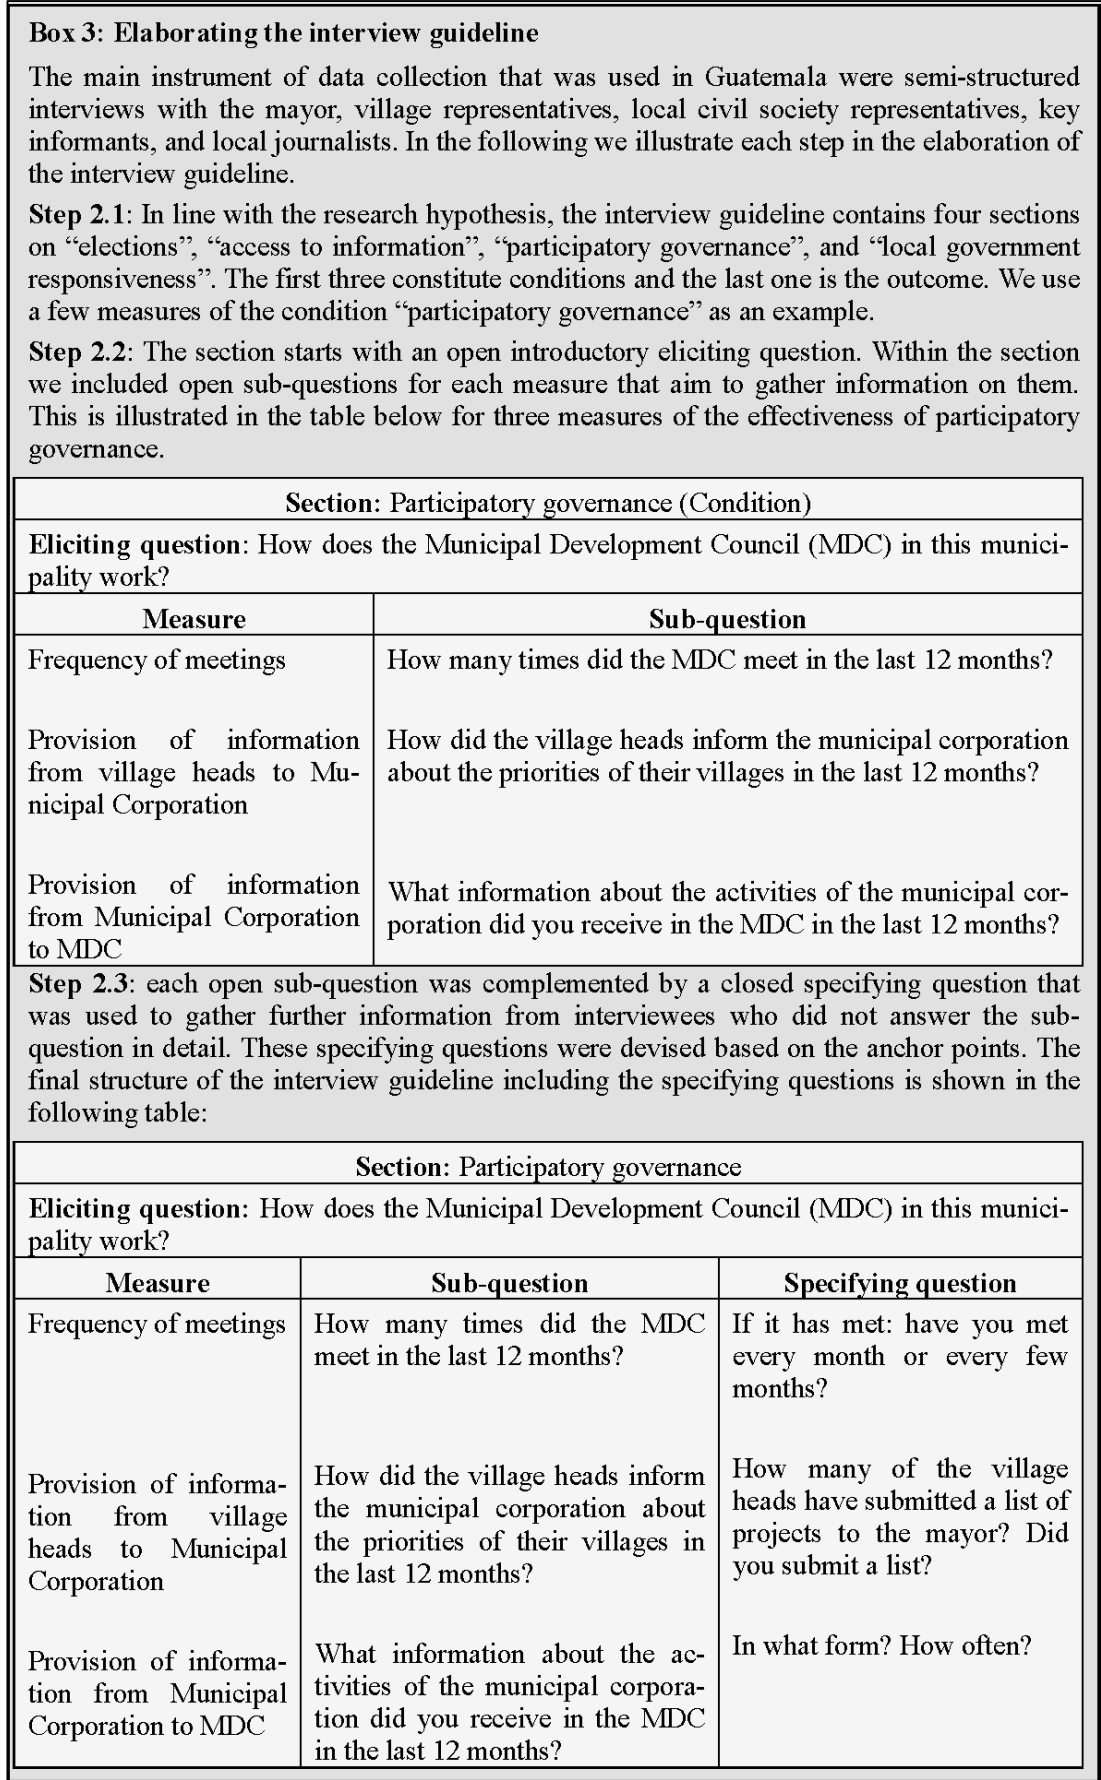 Box 3: Elaborating the interview guideline
The main instrument of data collection that was used in Guatemala were semi-structured
interviews with the mayor, village representatives, local civil society representatives, key
informants, and local journalists. In the following we illustrate each step in the elaboration of
the interview guideline.
Step 2.1: In line with the research hypothesis, the interview guideline contains four sections
on “elections”, “access to information”, “participatory governance”, and “local government
responsiveness”. The first three constitute conditions and the last one is the outcome. We use
a few measures of the condition “participatory governance” as an example.
Step 2.2: The section starts with an open introductory eliciting question. Within the section
we included open sub-questions for each measure that aim to gather information on them.
This is illustrated in the table below for three measures of the effectiveness of participatory
governance.
Section: Participatory governance (Condition)
Eliciting question: How does the Municipal Development Council (MDC) in this munici-
pality work?
Measure
Sub-question
Frequency of meetings
How many times did the MDC meet in the last 12 months?
Provision of information
from village heads to Mu-
nicipal Corporation
How did the village heads inform the municipal corporation
about the priorities of their villages in the last 12 months?
Provision of information
from Municipal Corporation
to MDC
What information about the activities of the municipal cor-
poration did you receive in the MDC in the last 12 months?
Step 2.3: each open sub-question was complemented by a closed specifying question that
was used to gather further information from interviewees who did not answer the sub-
question in detail. These specifying questions were devised based on the anchor points. The
final structure of the interview guideline including the specifying questions is shown in the
following table:
Section: Participatory governance
Eliciting question: How does the Municipal Development Council (MDC) in this munici-
pality work?
Measure
Sub-question
Specifying question
Frequency of meetings
How many times did the MDC
meet in the last 12 months?
If it has met: have you met
every month or every few
months?
Provision of informa-
tion from village
heads to Municipal
Corporation
How did the village heads inform
the municipal corporation about
the priorities of their villages in
the last 12 months?
How many of the village
heads have submitted a list of
projects to the mayor? Did
you submit a list?
Provision of informa-
tion from Municipal
Corporation to MDC
What information about the ac-
tivities of the municipal corpora-
tion did you receive in the MDC
in the last 12 months?
In what form? How often?